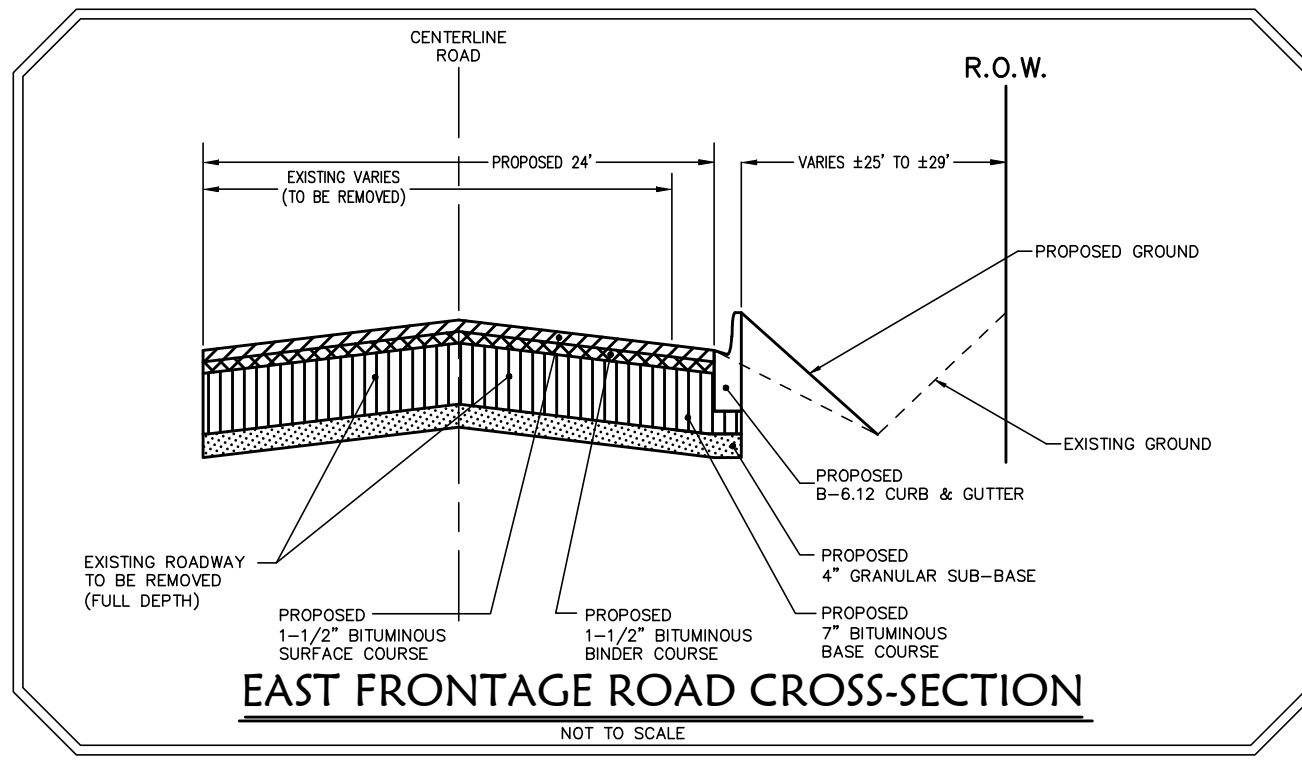 CENTERLINE
ROAD
R.O.W.
PROPOSED 24'
VARIES ±25' TO ±29'
EXISTING VARIES
(TO BE REMOVED)
PROPOSED GROUND
EXISTING GROUND
PROPOSED
B-6.12 CURB & GUTTER
EXISTING ROADWAY
TO BE REMOVED
(FULL DEPTH)
PROPOSED
4" GRANULAR SUB-BASE
PROPOSED
1-1/2" BITUMINOUS
SURFACE COURSE
PROPOSED
1-1/2" BITUMINOUS
BINDER COURSE
PROPOSED
7" BITUMINOUS
BASE COURSE
EAST FRONTAGE ROAD CROSS-SECTION
NOT TO SCALE